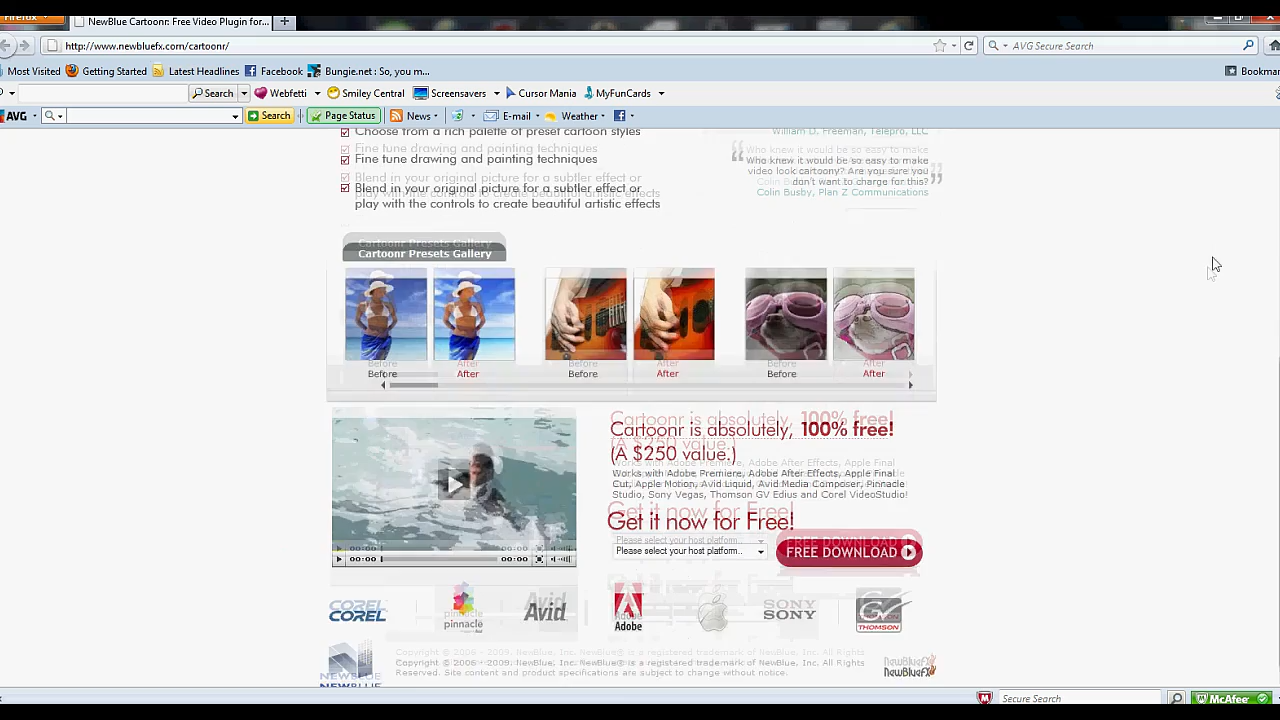 Firefox
NewBlue Cartoonr: Free Video Plugin for...
http://www.newbluefx.com/cartoonr/
AVG Secure Search
Most Visited Getting Started Latest Headlines Facebook Bungie.net : So, you m...
Bookmar
Search Webfetti Smiley Central Screensavers Cursor Mania MyFunCards
AVG Search Page Status News E-mail Weather
Choose from a rich palette of preset cartoon styles
Fine tune drawing and painting techniques
Blend in your original picture for a subtler effect or
play with the controls to create beautiful artistic effects
William D. Freeman, Telepro, LLC
Who knew it would be so easy to make
video look cartoony? Are you sure you
don't want to charge for this?
Colin Busby, Plan Z Communications
Cartoonr Presets Gallery
Before After Before After Before After
Cartoonr is absolutely, 100% free!
(A $250 value.)
Works with Adobe Premiere, Adobe After Effects, Apple Final
Cut, Apple Motion, Avid Liquid, Avid Media Composer, Pinnacle
Studio, Sony Vegas, Thomson GV Edius and Corel VideoStudio!
Get it now for Free!
Please select your host platform..
FREE DOWNLOAD
00:00 00:00
COREL
pinnacle
Avid
Adobe
SONY
GV
THOMSON
Copyright © 2006 - 2009. NewBlue, Inc. NewBlue® is a registered trademark of NewBlue, Inc. All Rights
Reserved. Site content and product specifications are subject to change without notice.
NEWBLUE
NewBlueFX
Secure Search
McAfee